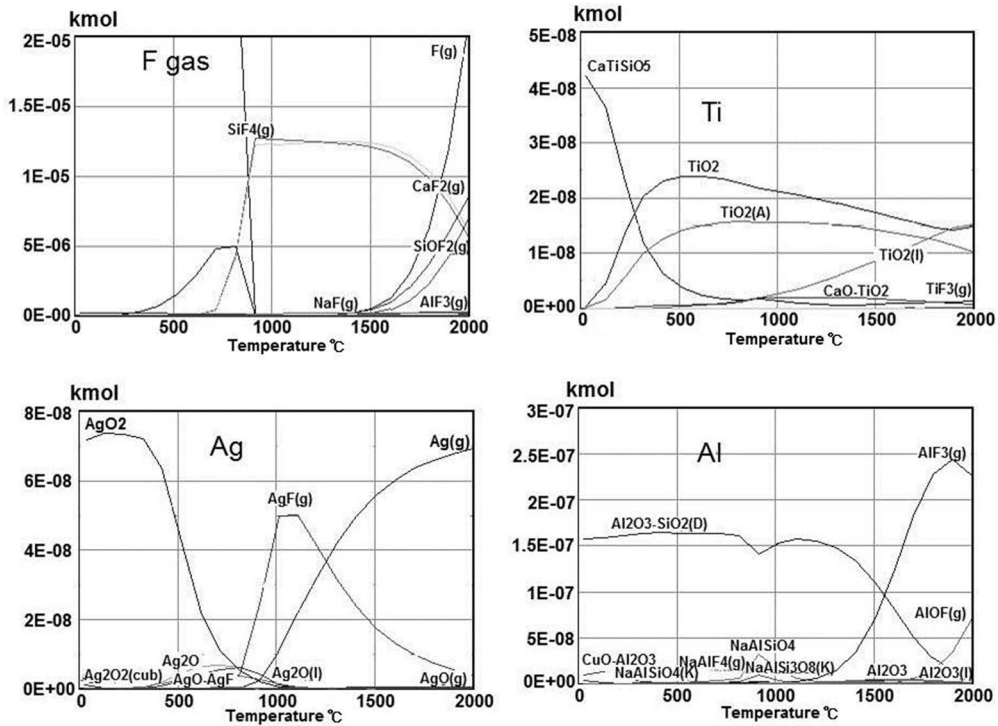 kmol
2E-05
1.5E-05
1E-05
5E-06
0E-00
0
500
1000
1500
2000
Temperature ℃
F gas
F(g)
SiF4(g)
CaF2(g)
SiOF2(g)
NaF(g)
AlF3(g)
kmol
5E-08
4E-08
3E-08
2E-08
1E-08
0E+00
0
500
1000
1500
2000
Temperature ℃
CaTiSiO5
Ti
TiO2
TiO2(A)
TiO2(l)
CaO-TiO2
TiF3(g)
kmol
8E-08
6E-08
4E-08
2E-08
0E+00
0
500
1000
1500
2000
Temperature ℃
AgO2
Ag
Ag(g)
AgF(g)
Ag2O
Ag2O2(cub)
AgO-AgF
Ag2O(l)
AgO(g)
kmol
3E-07
2.5E-07
2E-07
1.5E-07
1E-07
5E-08
0E+00
0
500
1000
1500
2000
Temperature ℃
Al
AlF3(g)
Al2O3-SiO2(D)
AlOF(g)
NaAlSiO4
CuO-Al2O3
NaAlF4(g)
NaAlSiO4(K)
NaAlSi3O8(K)
Al2O3
Al2O3(l)